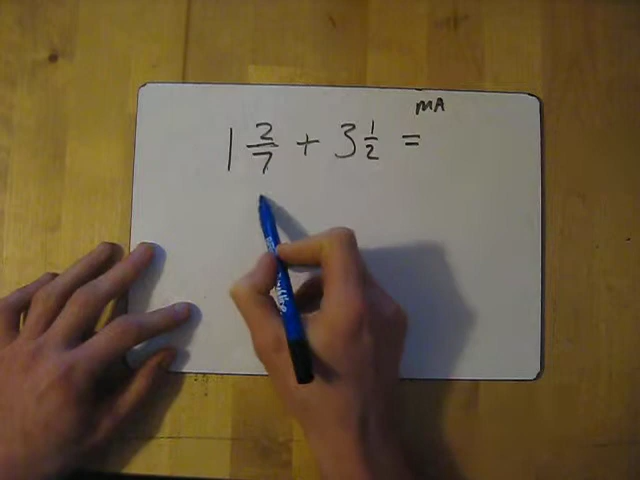 MA
1 2/7 + 3 1/2 =